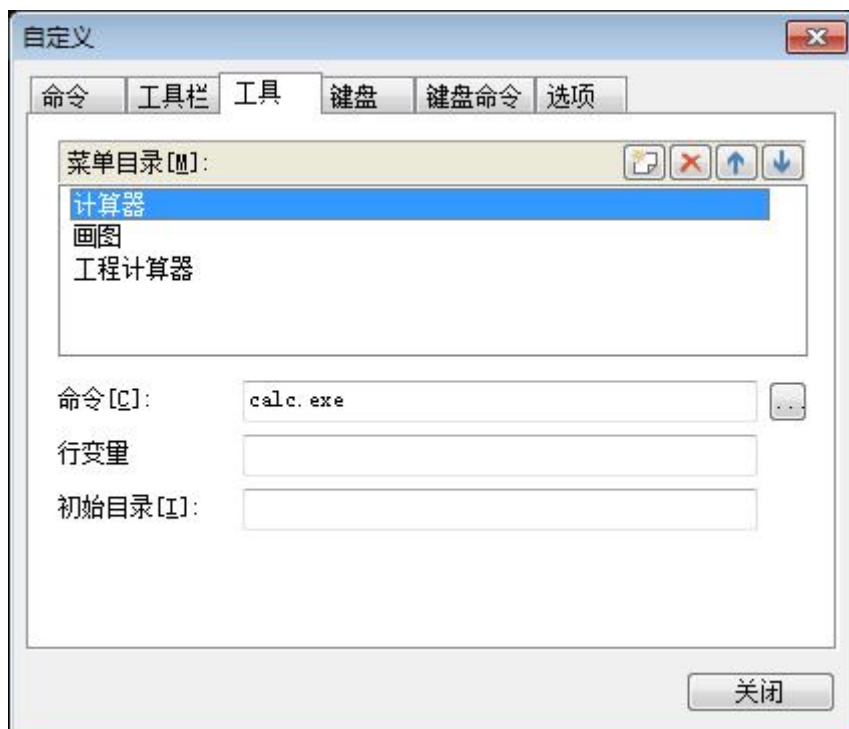 自定义
命令 工具栏 工具 键盘 键盘命令 选项
菜单目录[M]:
计算器
画图
工程计算器
命令[C]: calc.exe ...
行变量
初始目录[I]:
关闭